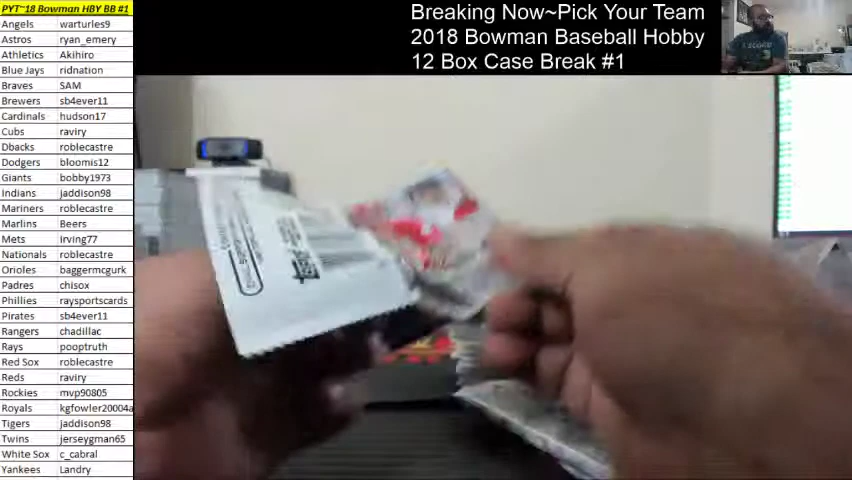 PYT~18 Bowman HBY BB #1
Angels warturles9
Astros ryan_emery
Athletics Akihiro
Blue Jays ridnation
Braves SAM
Brewers sb4ever11
Cardinals hudson17
Cubs raviry
Dbacks roblecastre
Dodgers bloomis12
Giants bobby1973
Indians jaddison98
Mariners roblecastre
Marlins Beers
Mets irving77
Nationals roblecastre
Orioles baggermcgurk
Padres chisox
Phillies raysportscards
Pirates sb4ever11
Rangers chadillac
Rays pooptruth
Red Sox roblecastre
Reds raviry
Rockies mvp90805
Royals kgfowler20004a
Tigers jaddison98
Twins jerseygman65
White Sox c_cabral
Yankees Landry
Breaking Now~Pick Your Team
2018 Bowman Baseball Hobby
12 Box Case Break #1